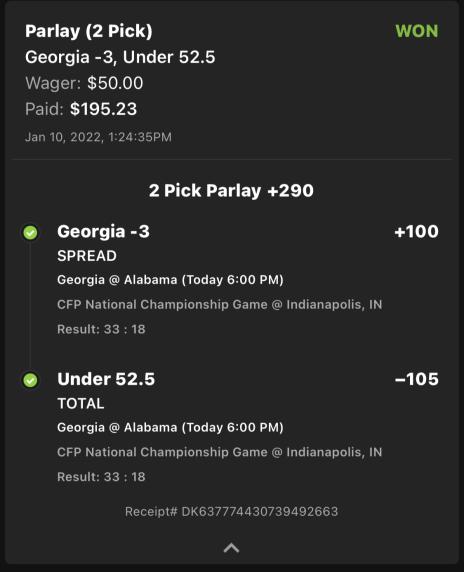 Parlay (2 Pick) WON
Georgia -3, Under 52.5
Wager: $50.00
Paid: $195.23
Jan 10, 2022, 1:24:35PM
2 Pick Parlay +290
Georgia -3 +100
SPREAD
Georgia @ Alabama (Today 6:00 PM)
CFP National Championship Game @ Indianapolis, IN
Result: 33 : 18
Under 52.5 −105
TOTAL
Georgia @ Alabama (Today 6:00 PM)
CFP National Championship Game @ Indianapolis, IN
Result: 33 : 18
Receipt# DK637774430739492663